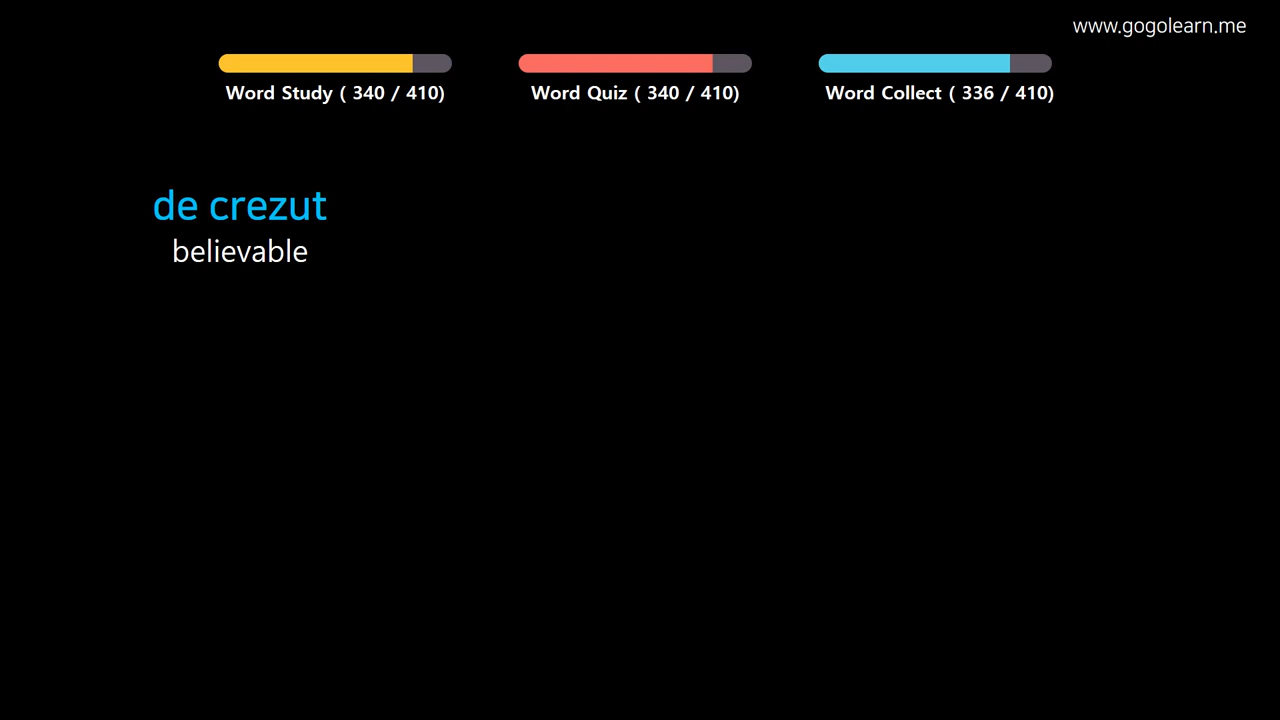 www.gogolearn.me
Word Study ( 340 / 410)
Word Quiz ( 340 / 410)
Word Collect ( 336 / 410)
de crezut
believable